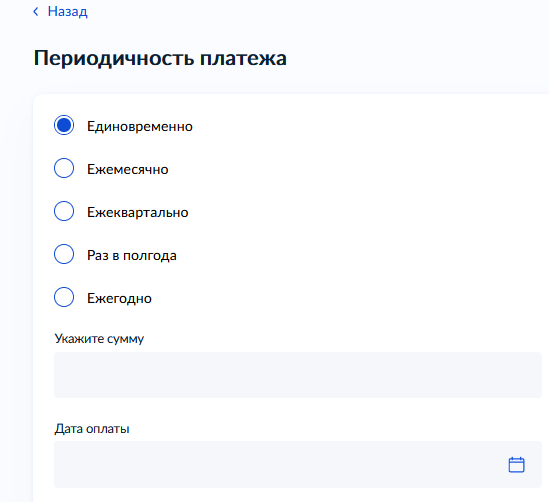 Назад
Периодичность платежа
Единовременно
Ежемесячно
Ежеквартально
Раз в полгода
Ежегодно
Укажите сумму
Дата оплаты